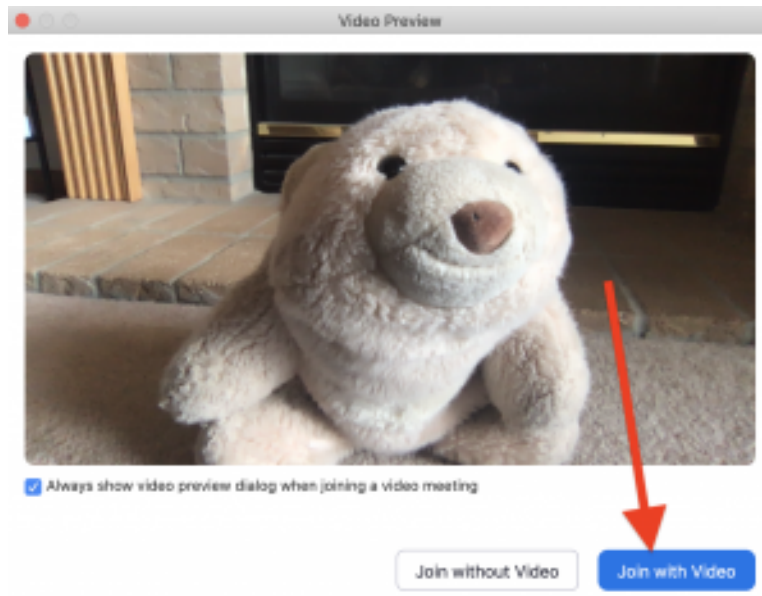 Video Preview
Always show video preview dialog when joining a video meeting
Join without Video
Join with Video